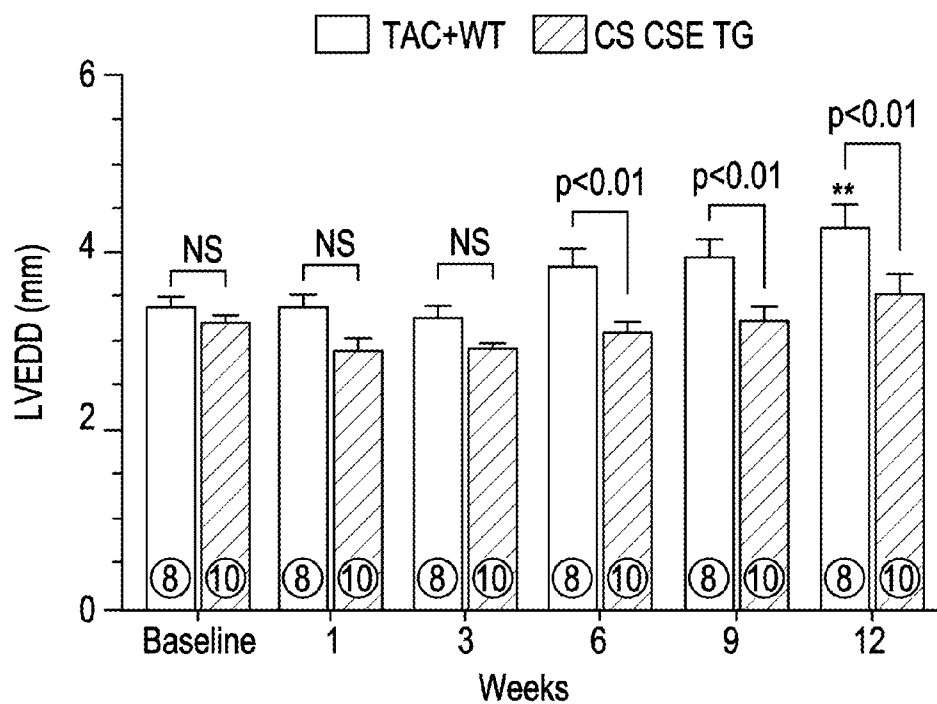 TAC+WT CS CSE TG
6
p<0.01
p<0.01 p<0.01
**
4
NS NS NS
LVEDD (mm)
2
8 10 8 10 8 10 8 10 8 10 8 10
0
Baseline 1 3 6 9 12
Weeks